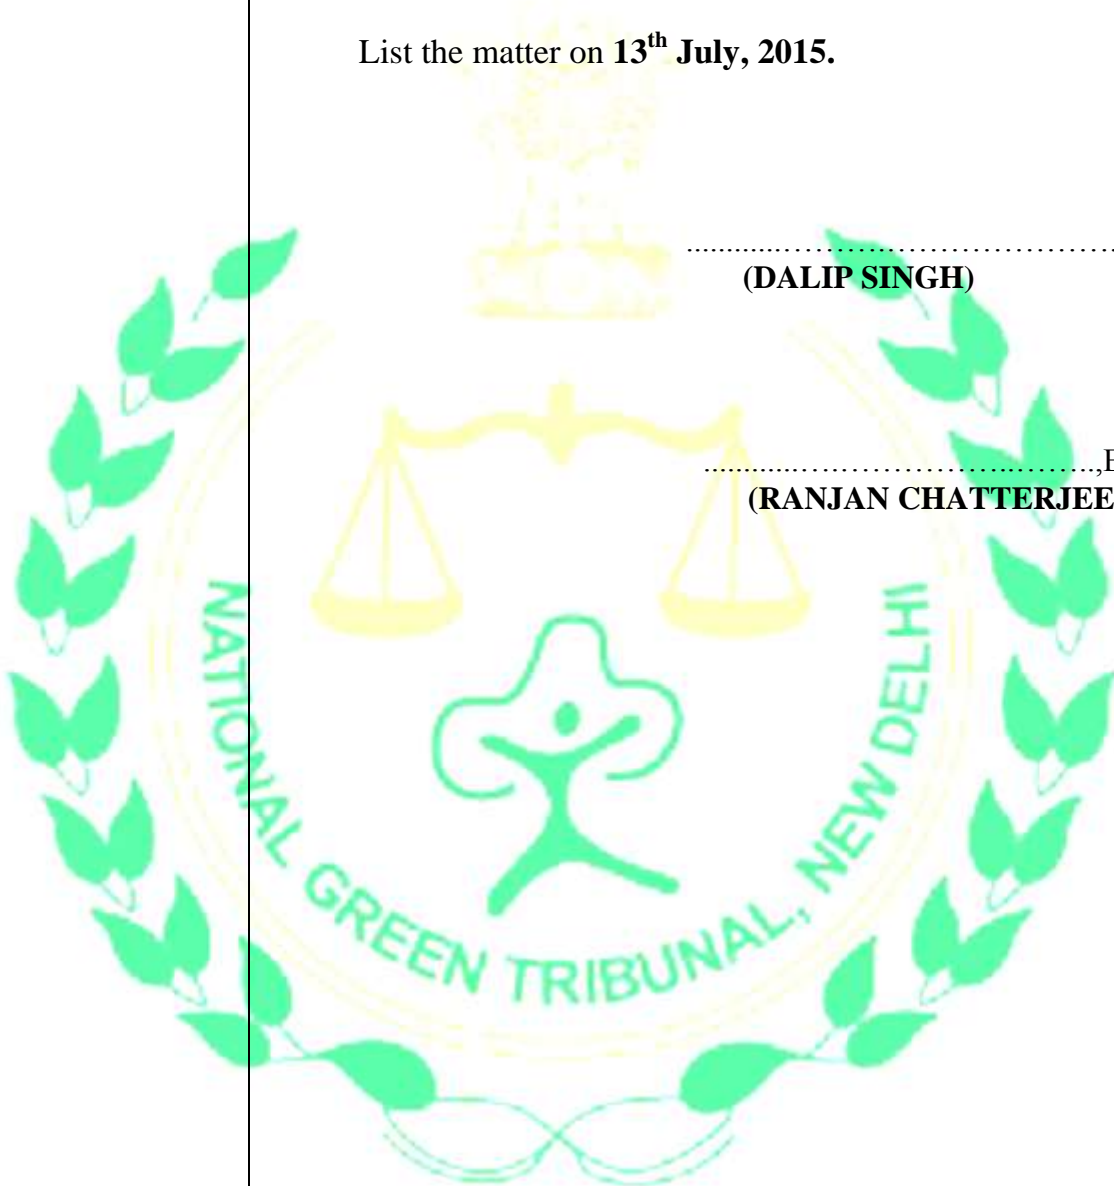 List the matter on 13th July, 2015.
...........……….…………………….
(DALIP SINGH)
...........…..……………….…….,E
(RANJAN CHATTERJEE
NATIONAL GREEN TRIBUNAL, NEW DELHI